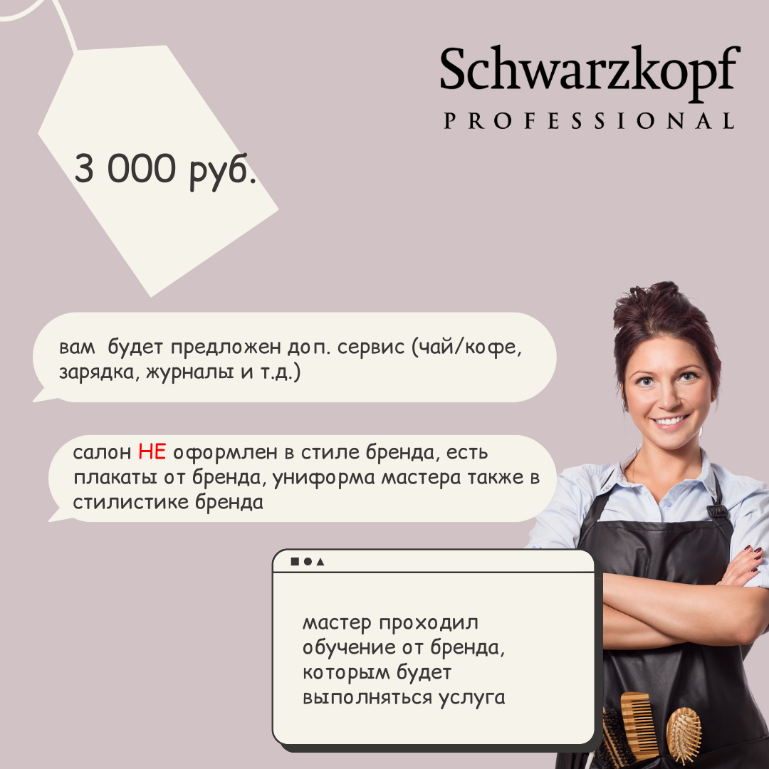 Schwarzkopf
PROFESSIONAL
3 000 руб.
вам будет предложен доп. сервис (чай/кофе,
зарядка, журналы и т.д.)
салон НЕ оформлен в стиле бренда, есть
плакаты от бренда, униформа мастера также в
стилистике бренда
мастер проходил
обучение от бренда,
которым будет
выполняться услуга